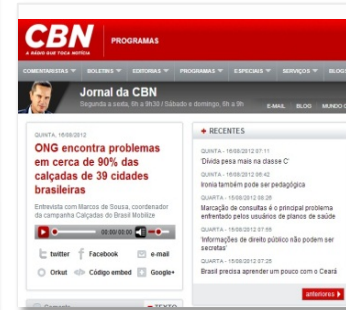 CBN
A RÁDIO QUE TOCA NOTÍCIA
PROGRAMAS
COMENTARISTAS BOLETINS EDITORIAS PROGRAMAS ESPECIAIS SERVIÇOS BLOGS
Jornal da CBN
Segunda a sexta, 6h a 9h30 / Sábado e domingo, 6h a 9h
E-MAIL BLOG MUNDO C
QUINTA, 16/08/2012
ONG encontra problemas
em cerca de 90% das
calçadas de 39 cidades
brasileiras
Entrevista com Marcos de Sousa, coordenador
da campanha Calçadas do Brasil Mobilize
00:00/00:00
twitter Facebook e-mail
Orkut Código embed Google+
Comente
TEXTO
+ RECENTES
QUINTA - 16/08/2012 07:11
'Dívida pesa mais na classe C'
QUINTA - 16/08/2012 06:42
Ironia também pode ser pedagógica
QUARTA - 15/08/2012 08:28
Marcação de consultas é o principal problema
enfrentado pelos usuários de planos de saúde
QUARTA - 15/08/2012 07:55
'Informações de direito público não podem ser
secretas'
QUARTA - 15/08/2012 07:25
Brasil precisa aprender um pouco com o Ceará
anteriores